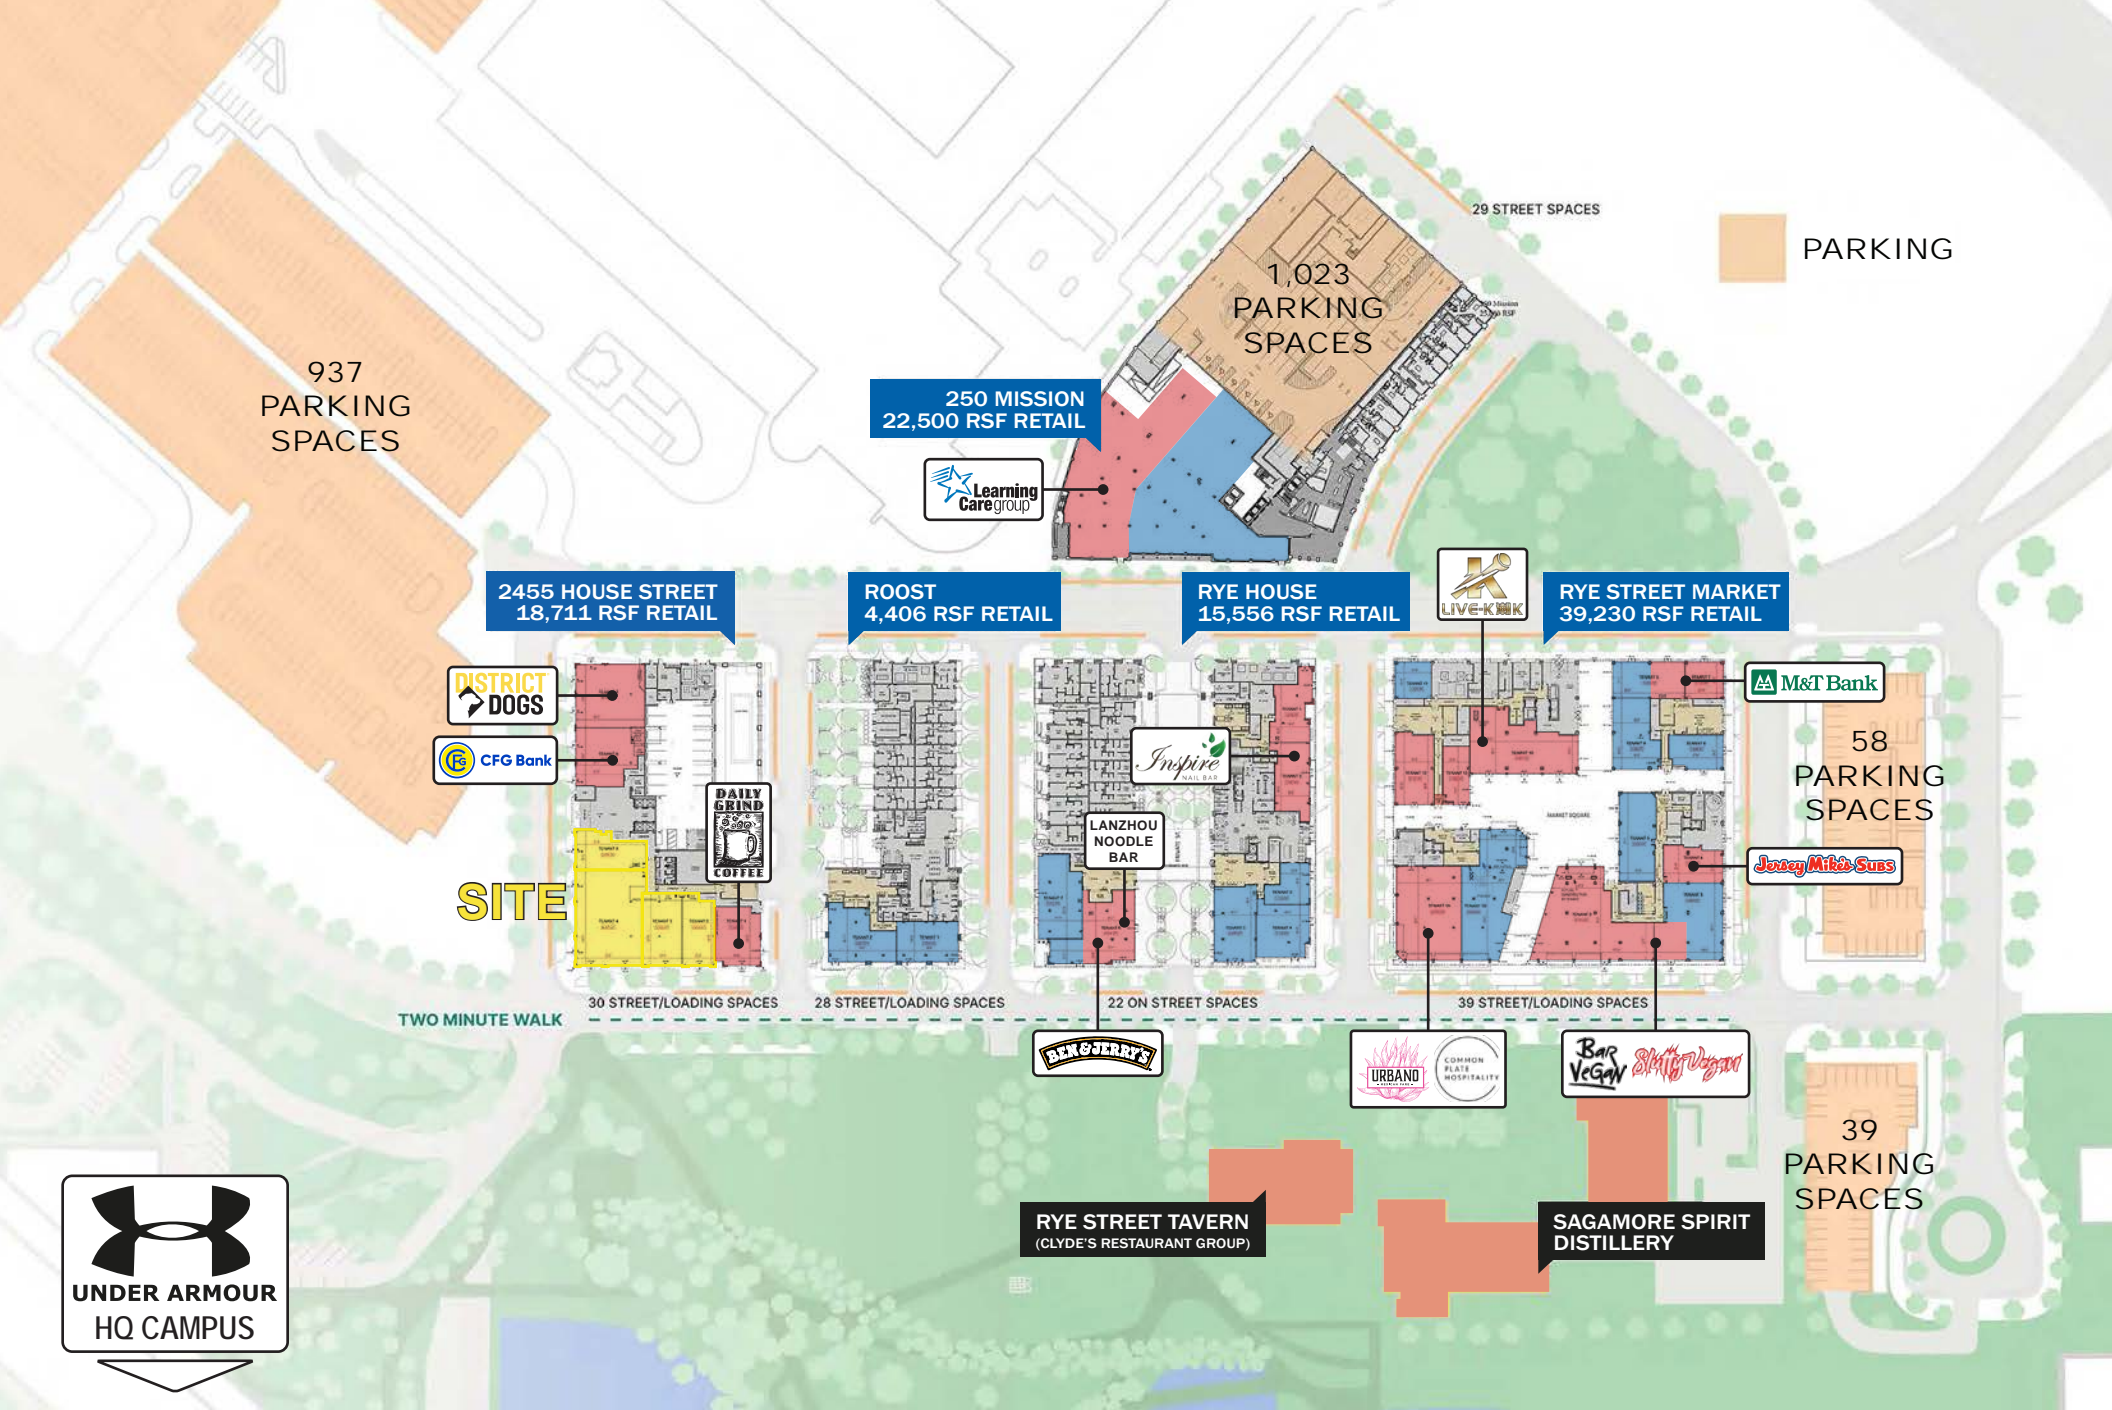 29 STREET SPACES
PARKING
1,023
PARKING
SPACES
937
PARKING
SPACES
250 MISSION
22,500 RSF RETAIL
Learning
Caregroup
2455 HOUSE STREET
18,711 RSF RETAIL
ROOST
4,406 RSF RETAIL
RYE HOUSE
15,556 RSF RETAIL
LIVE-K
RYE STREET MARKET
39,230 RSF RETAIL
DISTRICT
DOGS
CFG Bank
M&T Bank
Inspire
NAIL BAR
58
PARKING
SPACES
DAILY
GRIND
COFFEE
LANZHOU
NOODLE
BAR
MARKET SQUARE
Jersey Mike's SUBS
SITE
30 STREET/LOADING SPACES
28 STREET/LOADING SPACES
22 ON STREET SPACES
39 STREET/LOADING SPACES
TWO MINUTE WALK
BEN & JERRY'S
URBANO
COMMON
PLATE
HOSPITALITY
BAR
VEGAN
Slutty Vegan
39
PARKING
SPACES
RYE STREET TAVERN
(CLYDE'S RESTAURANT GROUP)
SAGAMORE SPIRIT
DISTILLERY
UNDER ARMOUR
HQ CAMPUS